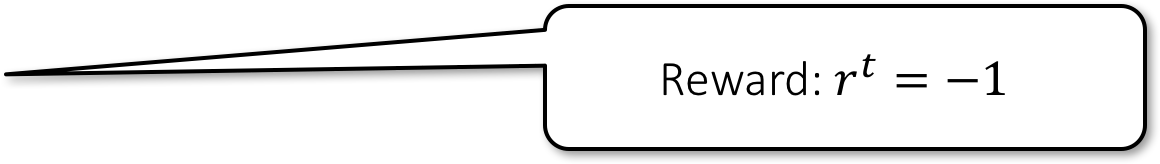 Reward: $r^t = -1$